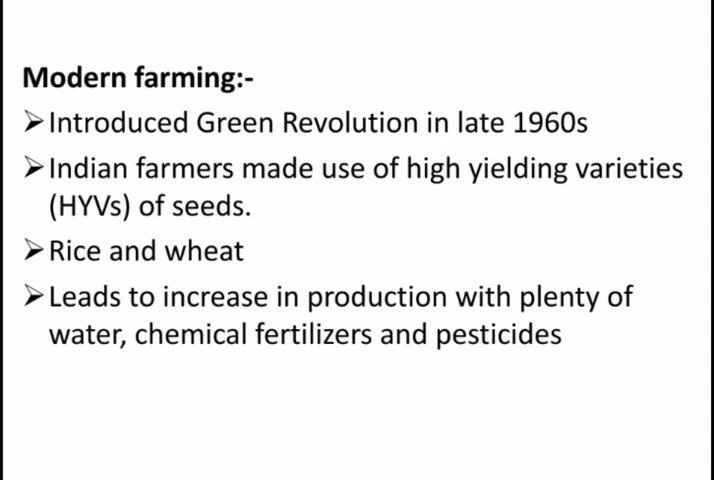 Modern farming:-
➢Introduced Green Revolution in late 1960s
➢Indian farmers made use of high yielding varieties
(HYVs) of seeds.
➢Rice and wheat
➢Leads to increase in production with plenty of
water, chemical fertilizers and pesticides